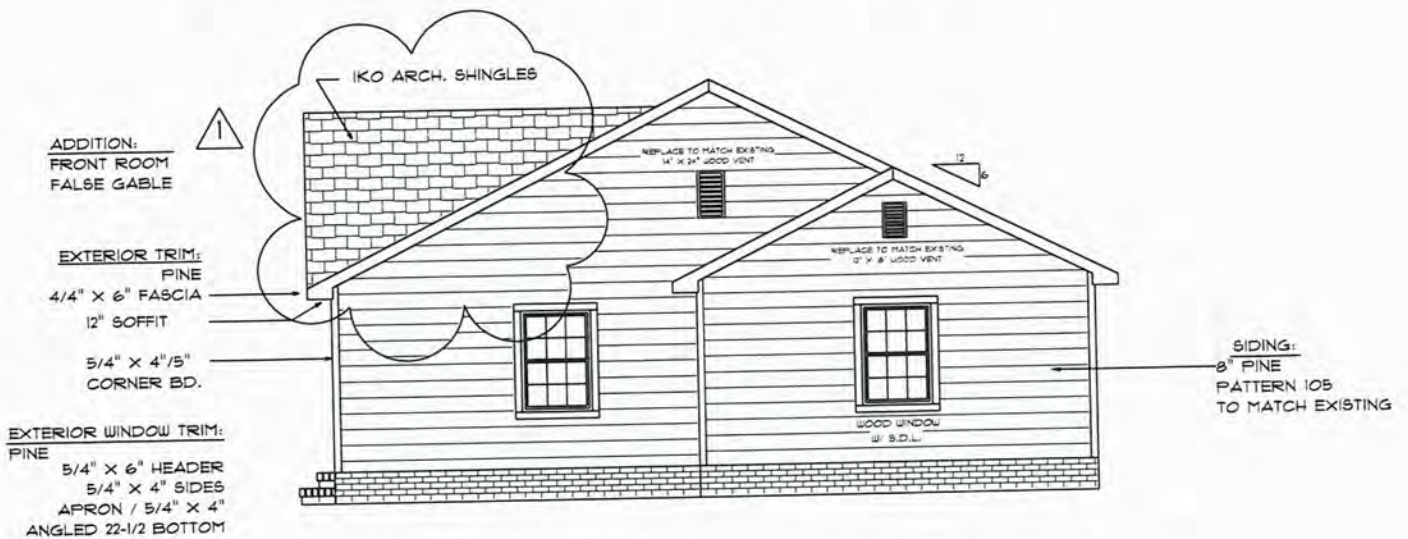 IKO ARCH. SHINGLES
1
ADDITION:
FRONT ROOM
FALSE GABLE
REPLACE TO MATCH EXISTING
14" X 24" WOOD VENT
12
6
REPLACE TO MATCH EXISTING
WOOD VENT
EXTERIOR TRIM:
PINE
4/4" X 6" FASCIA
12" SOFFIT
5/4" X 4"/5"
CORNER BD.
SIDING:
8" PINE
PATTERN 105
TO MATCH EXISTING
WOOD WINDOW
W/ S.D.L.
EXTERIOR WINDOW TRIM:
PINE
5/4" X 6" HEADER
5/4" X 4" SIDES
APRON / 5/4" X 4"
ANGLED 22-1/2 BOTTOM